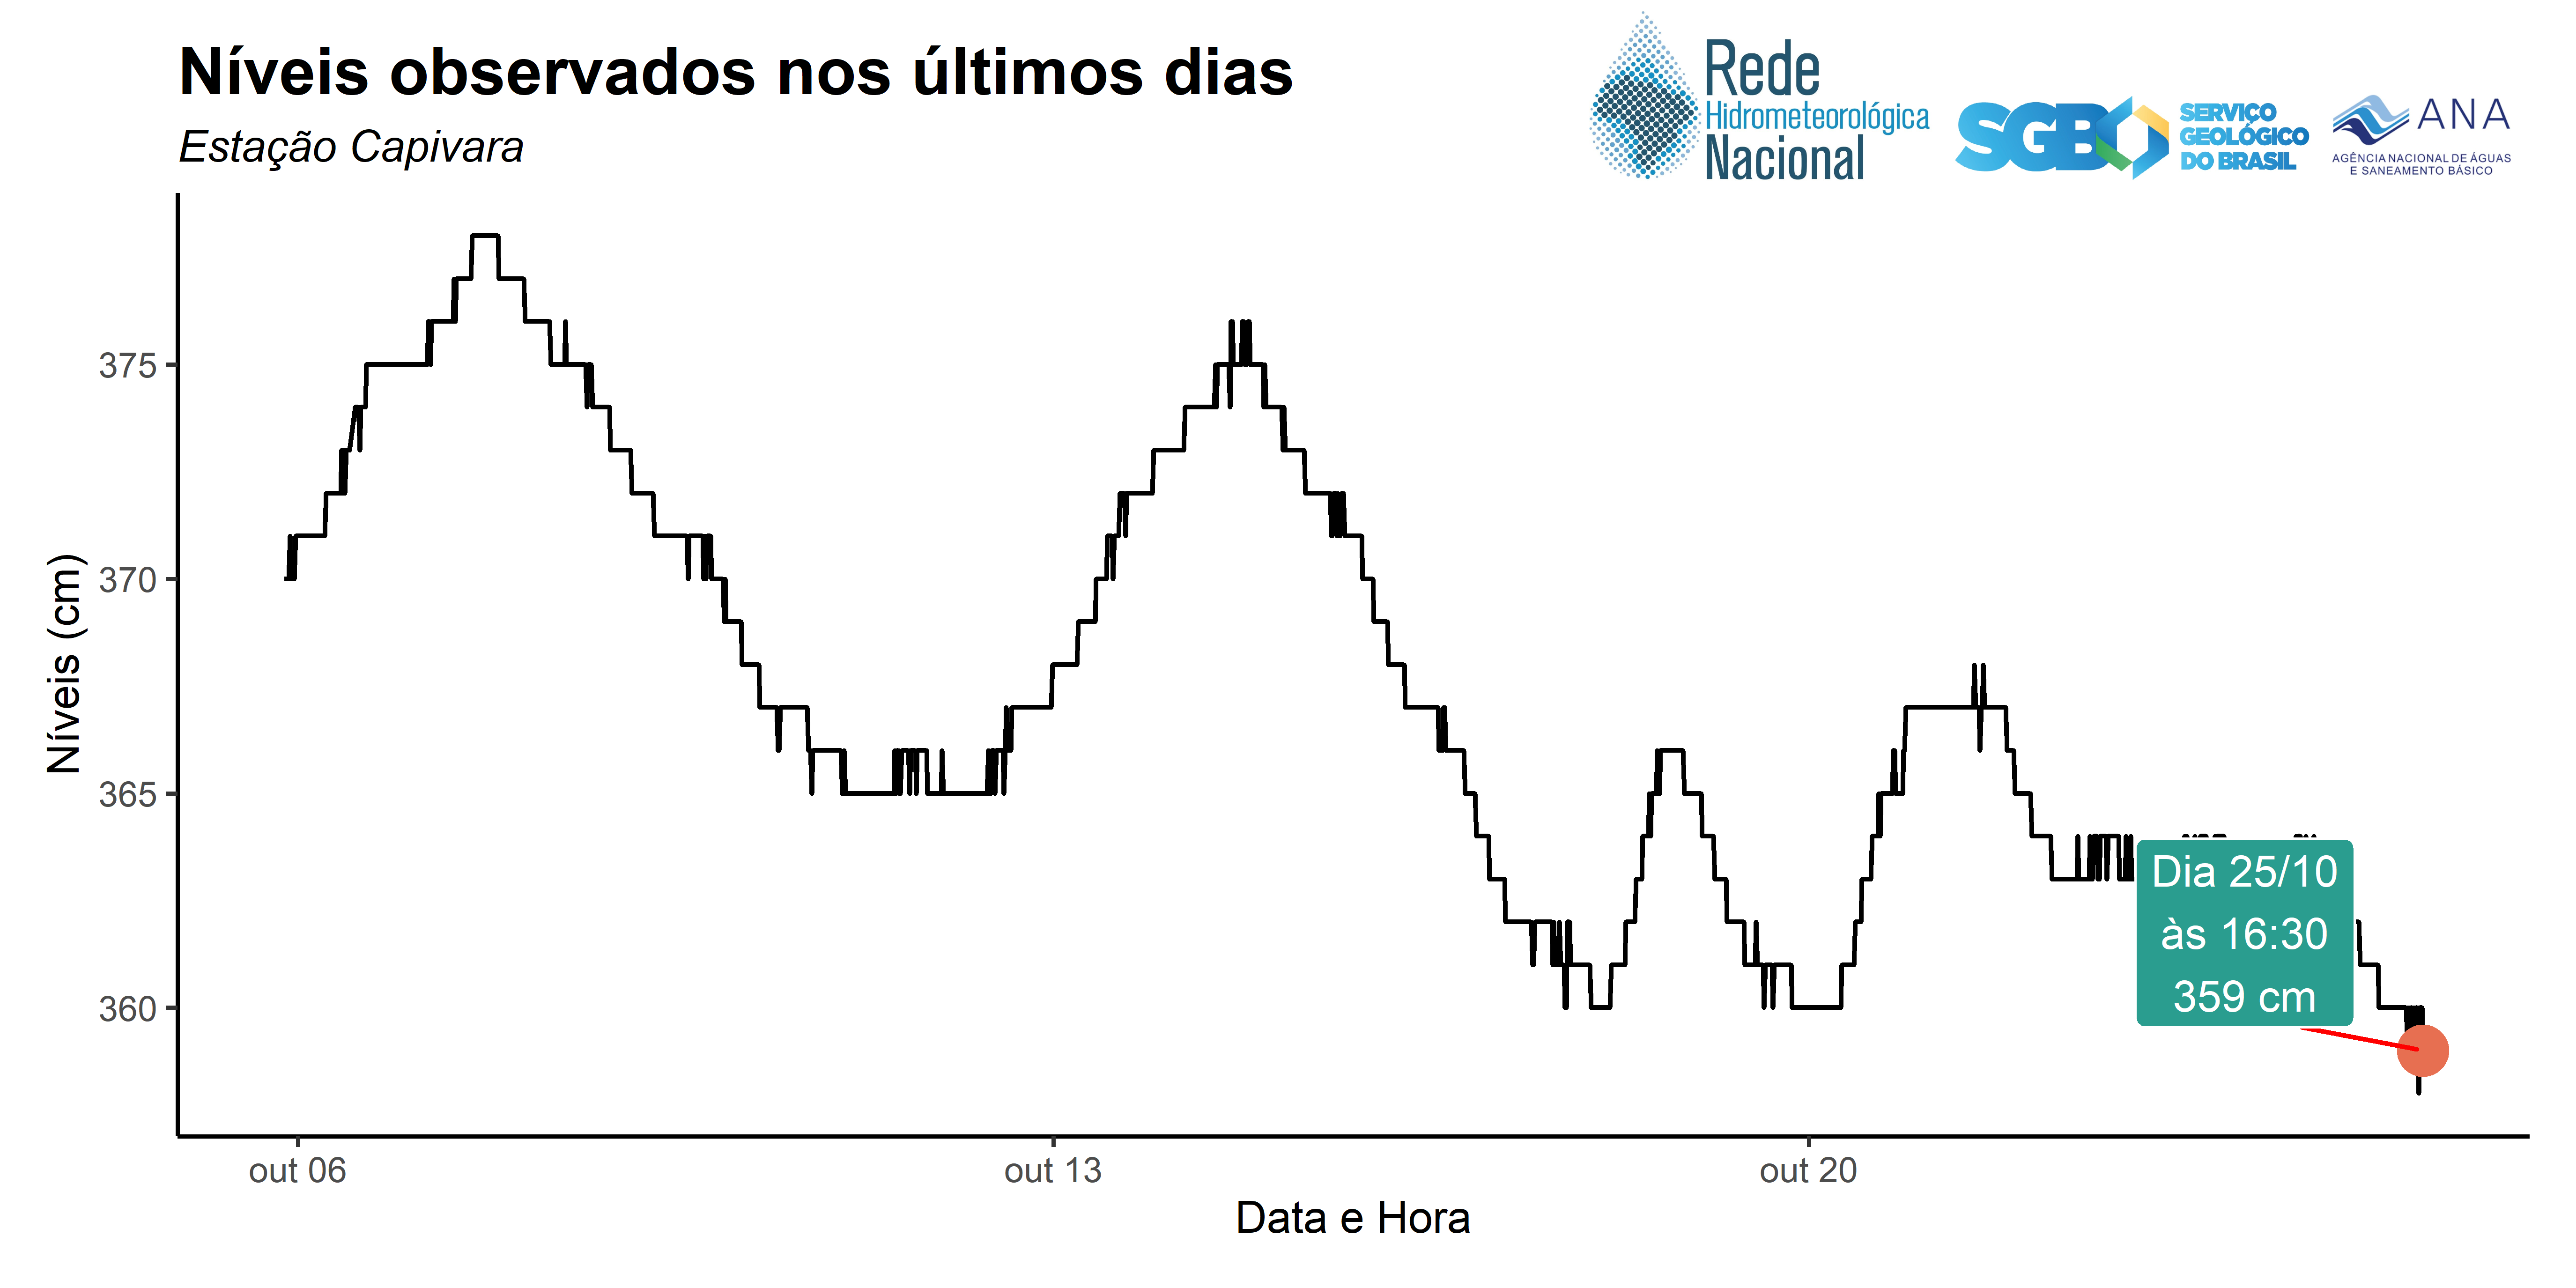 Níveis observados nos últimos dias
Estação Capivara
Rede
Hidrometeorológica
Nacional
SGB
SERVIÇO
GEOLÓGICO
DO BRASIL
ANA
AGÊNCIA NACIONAL DE ÁGUAS
E SANEAMENTO BÁSICO
Níveis (cm)
375
370
365
360
Dia 25/10
às 16:30
359 cm
out 06
out 13
out 20
Data e Hora